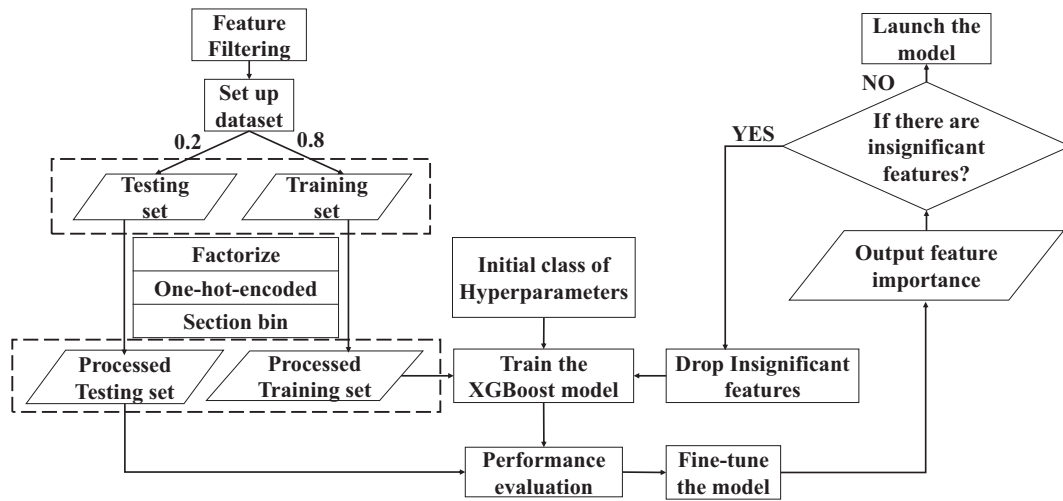 Feature
Filtering
Set up
dataset
0.2
0.8
Testing
set
Training
set
Factorize
One-hot-encoded
Section bin
Processed
Testing set
Processed
Training set
Initial class of
Hyperparameters
Train the
XGBoost model
Drop Insignificant
features
Performance
evaluation
Fine-tune
the model
Output feature
importance
If there are
insignificant
features?
YES
NO
Launch the
model